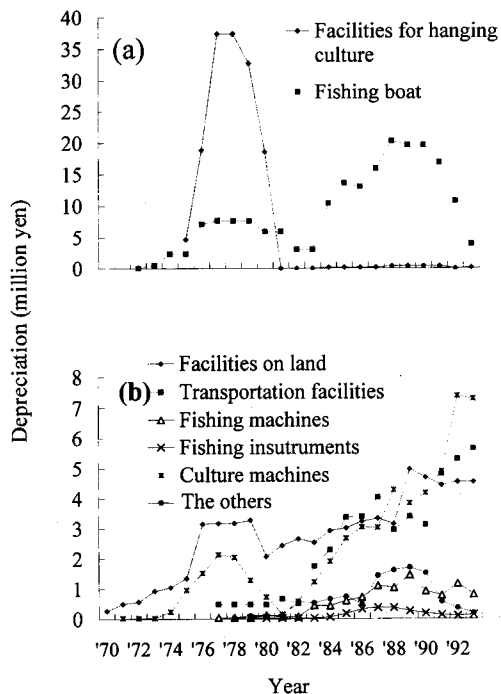 Depreciation (million yen)
(a)
40
35
30
25
20
15
10
5
0
Facilities for hanging
culture
Fishing boat
(b)
8
7
6
5
4
3
2
1
0
Facilities on land
Transportation facilities
Fishing machines
Fishing insutruments
Culture machines
The others
'70 '72 '74 '76 '78 '80 '82 '84 '86 '88 '90 '92
Year